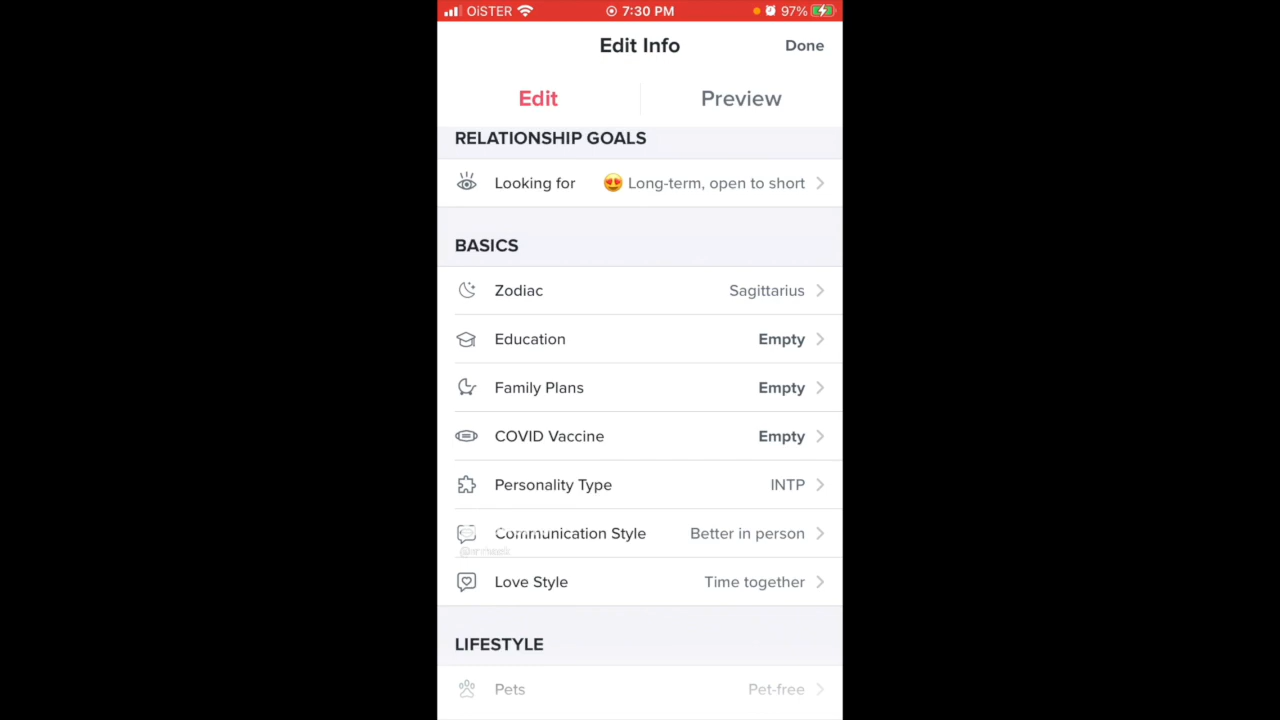 OiSTER 7:30 PM 97%
Edit Info Done
Edit Preview
RELATIONSHIP GOALS
Looking for 😍 Long-term, open to short
BASICS
Zodiac Sagittarius
Education Empty
Family Plans Empty
COVID Vaccine Empty
Personality Type INTP
Communication Style Better in person
Love Style Time together
LIFESTYLE
Pets Pet-free